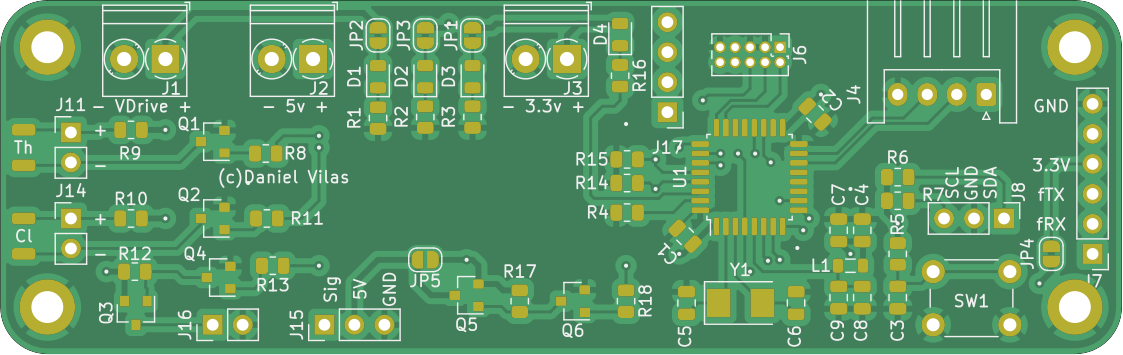 JP2
JP3
JP1
D4
R16
J6
J1
J2
J3
D1
D2
D3
- VDrive +
- 5v +
- 3.3v +
R1
R2
R3
J11
Q1
C2
J4
GND
+
-
Th
R9
R8
J17
R15
R14
R4
U1
(c)Daniel Vilas
3.3V
fTX
fRX
J14
Q2
+
-
Cl
R10
R11
R6
R7
SCL
GND
SDA
J8
C7
C4
R5
C1
R12
Q4
R13
Q3
J16
J15
Sig
5V
GND
JP5
Q5
R17
Q6
R18
Y1
C5
C6
L1
C9
C8
C3
SW1
JP4
J7